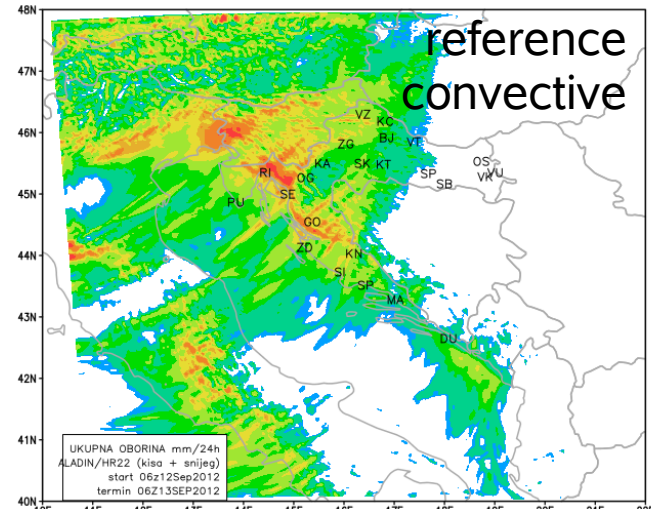 reference
convective
48N
47N
46N
45N
44N
43N
42N
41N
40N
VZ
KC
ZG
BJ
VT
RI
OG
KA
SK
KT
OS
VU
VK
SP
SB
PU
SE
GO
ZD
KN
SI
SP
MA
DU
UKUPNA OBORINA mm/24h
ALADIN/HR22 (kisa + snijeg)
start 06z12Sep2012
termin 06Z13SEP2012